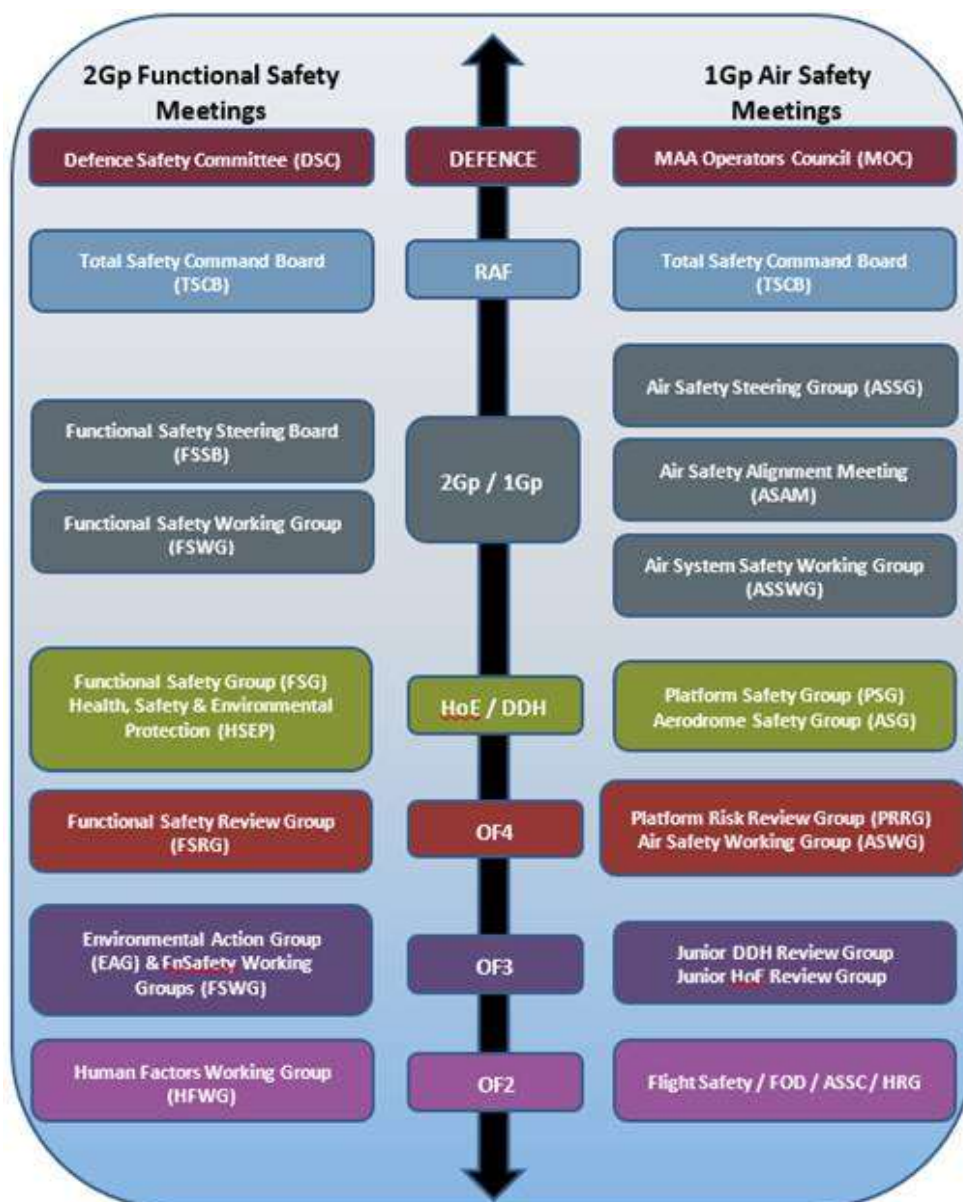 2Gp Functional Safety
Meetings
1Gp Air Safety
Meetings
Defence Safety Committee (DSC)
DEFENCE
MAA Operators Council (MOC)
Total Safety Command Board
(TSCB)
RAF
Total Safety Command Board
(TSCB)
Functional Safety Steering Board
(FSSB)
Functional Safety Working Group
(FSWG)
2Gp / 1Gp
Air Safety Steering Group (ASSG)
Air Safety Alignment Meeting
(ASAM)
Air System Safety Working Group
(ASSWG)
Functional Safety Group (FSG)
Health, Safety & Environmental
Protection (HSEP)
HoE / DDH
Platform Safety Group (PSG)
Aerodrome Safety Group (ASG)
Functional Safety Review Group
(FSRG)
OF4
Platform Risk Review Group (PRRG)
Air Safety Working Group (ASWG)
Environmental Action Group
(EAG) & FnSafety Working
Groups (FSWG)
OF3
Junior DDH Review Group
Junior HoF Review Group
Human Factors Working Group
(HFWG)
OF2
Flight Safety / FOD / ASSC / HRG